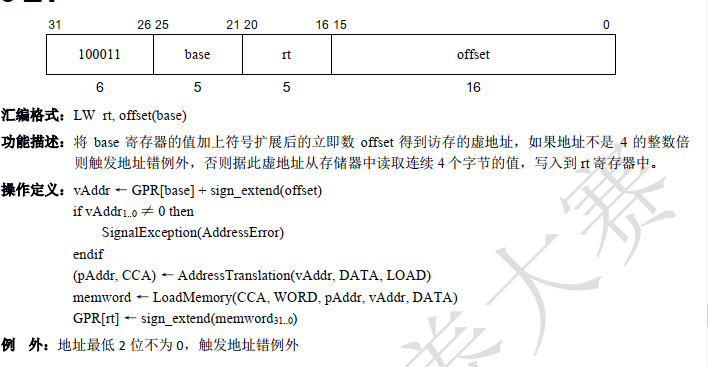 31 26 25 21 20 16 15 0
100011 base rt offset
6 5 5 16
汇编格式：LW rt, offset(base)
功能描述：将 base 寄存器的值加上符号扩展后的立即数 offset 得到访存的虚地址，如果地址不是 4 的整数倍
则触发地址错例外，否则据此虚地址从存储器中读取连续 4 个字节的值，写入到 rt 寄存器中。
操作定义：vAddr ← GPR[base] + sign_extend(offset)
if vAddr1..0 ≠ 0 then
SignalException(AddressError)
endif
(pAddr, CCA) ← AddressTranslation(vAddr, DATA, LOAD)
memword ← LoadMemory(CCA, WORD, pAddr, vAddr, DATA)
GPR[rt] ← sign_extend(memword31..0)
例 外：地址最低 2 位不为 0，触发地址错例外
大赛